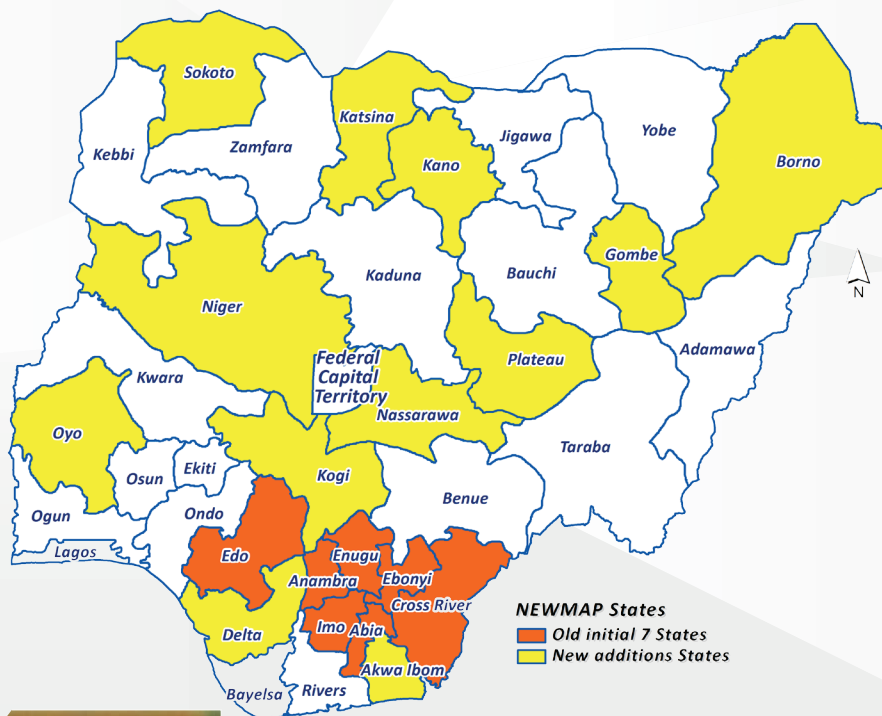 Sokoto
Katsina
Kebbi
Zamfara
Kano
Jigawa
Yobe
Borno
Niger
Kaduna
Bauchi
Gombe
N
Federal
Capital
Territory
Plateau
Adamawa
Kwara
Nassarawa
Oyo
Taraba
Osun
Ekiti
Kogi
Benue
Ogun
Ondo
Lagos
Edo
Enugu
Anambra
Ebonyi
Cross River
Imo
Abia
Delta
Akwa Ibom
Bayelsa
Rivers
NEWMAP States
Old initial 7 States
New additions States